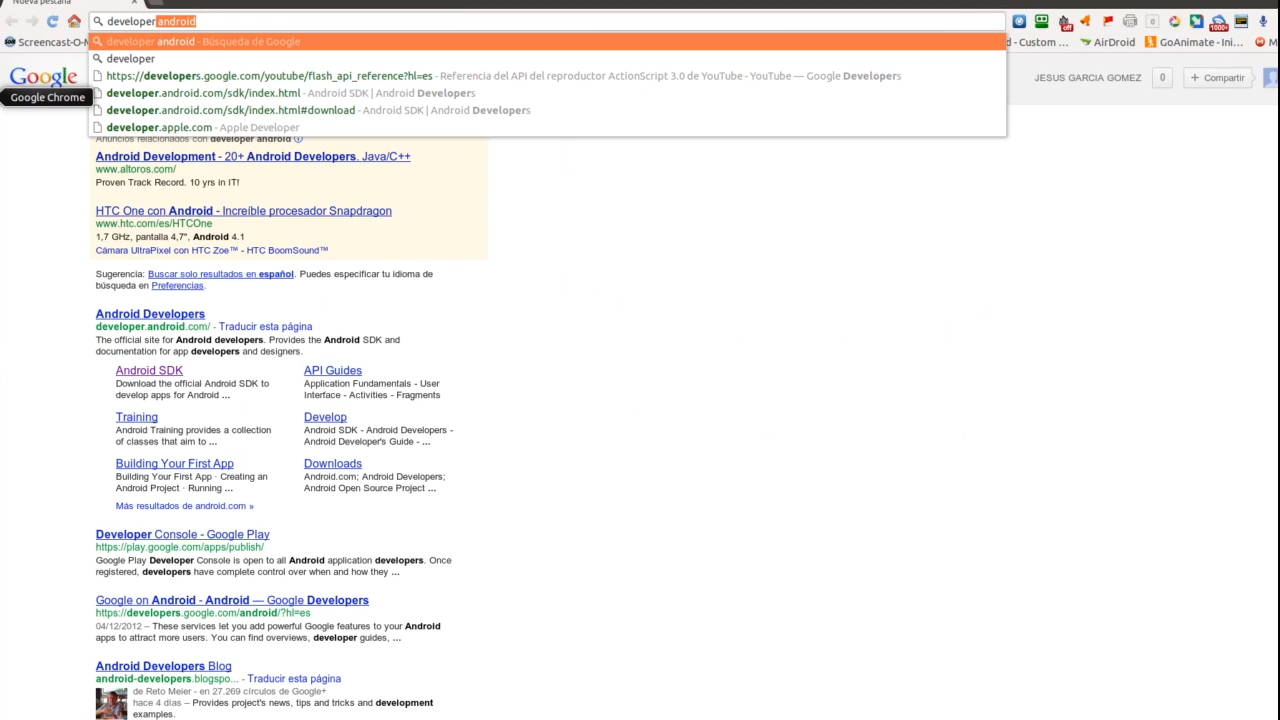 Nueva pestaña
developer android
developer android - Búsqueda de Google
developer
https://developers.google.com/youtube/flash_api_reference?hl=es - Referencia del API del reproductor ActionScript 3.0 de YouTube - YouTube — Google Developers
developer.android.com/sdk/index.html - Android SDK | Android Developers
developer.android.com/sdk/index.html#download - Android SDK | Android Developers
developer.apple.com - Apple Developer
off
0
1000+
Screencast-O-M
d - Custom ...
GoAnimate - Ini...
Google
JESUS GARCIA GOMEZ
0
+ Compartir
Google Chrome
Anuncios relacionados con developer android
Android Development - 20+ Android Developers. Java/C++
www.altoros.com/
Proven Track Record. 10 yrs in IT!
HTC One con Android - Increíble procesador Snapdragon
www.htc.com/es/HTCOne
1,7 GHz, pantalla 4,7", Android 4.1
Cámara UltraPixel con HTC Zoe™ - HTC BoomSound™
Sugerencia: Buscar solo resultados en español. Puedes especificar tu idioma de
búsqueda en Preferencias.
Android Developers
developer.android.com/ - Traducir esta página
The official site for Android developers. Provides the Android SDK and
documentation for app developers and designers.
Android SDK
Download the official Android SDK to
develop apps for Android ...
API Guides
Application Fundamentals - User
Interface - Activities - Fragments
Training
Android Training provides a collection
of classes that aim to ...
Develop
Android SDK - Android Developers -
Android Developer's Guide - ...
Building Your First App
Building Your First App · Creating an
Android Project · Running ...
Downloads
Android.com; Android Developers;
Android Open Source Project ...
Más resultados de android.com »
Developer Console - Google Play
https://play.google.com/apps/publish/
Google Play Developer Console is open to all Android application developers. Once
registered, developers have complete control over when and how they ...
Google on Android - Android — Google Developers
https://developers.google.com/android/?hl=es
04/12/2012 – These services let you add powerful Google features to your Android
apps to attract more users. You can find overviews, developer guides, ...
Android Developers Blog
android-developers.blogspo... - Traducir esta página
de Reto Meier - en 27.269 círculos de Google+
hace 4 días – Provides project's news, tips and tricks and development
examples.